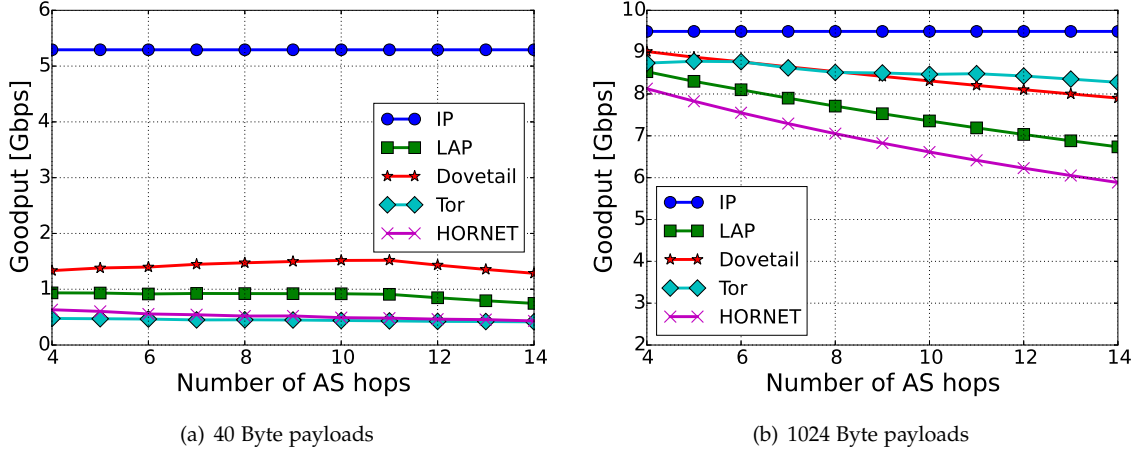 6
5
4
3
2
1
0
4 6 8 10 12 14
Goodput [Gbps]
Number of AS hops
IP
LAP
Dovetail
Tor
HORNET
(a) 40 Byte payloads
10
9
8
7
6
5
4
3
2
4 6 8 10 12 14
Goodput [Gbps]
Number of AS hops
IP
LAP
Dovetail
Tor
HORNET
(b) 1024 Byte payloads